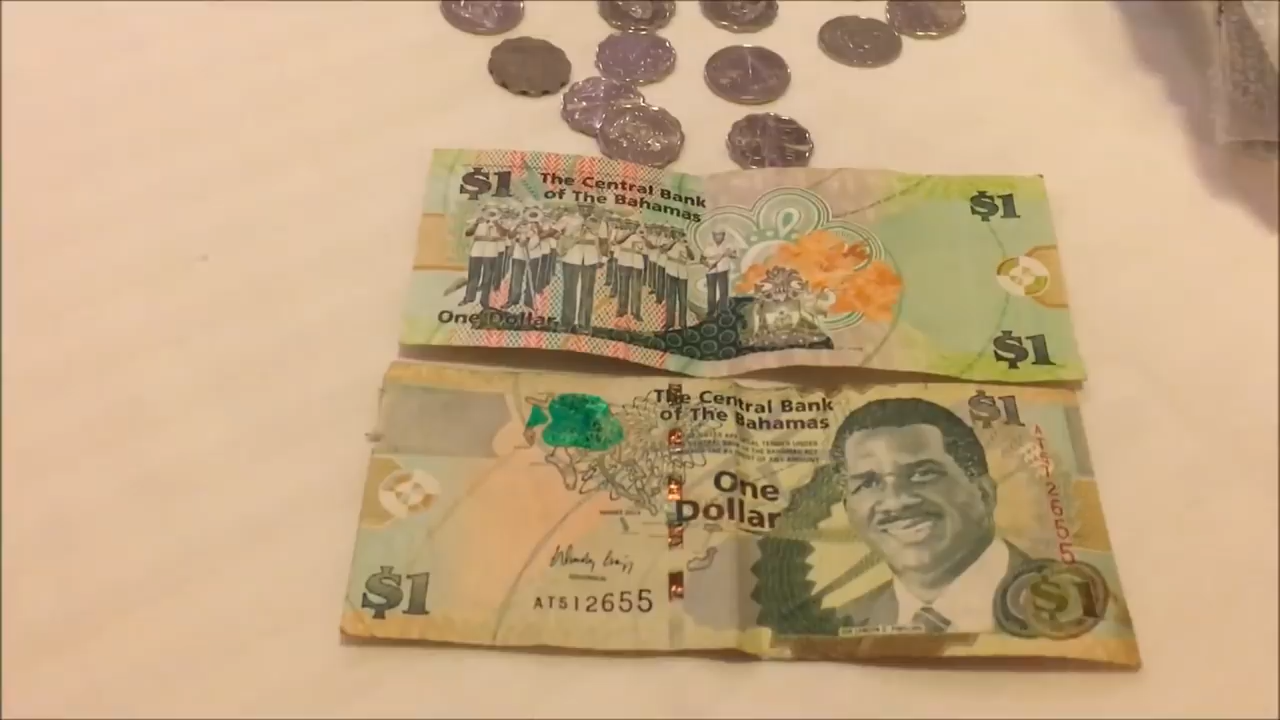 $1
The Central Bank
of The Bahamas
$1
One Dollar
$1
The Central Bank
of The Bahamas
$1
One
Dollar
$1
AT512655
$1